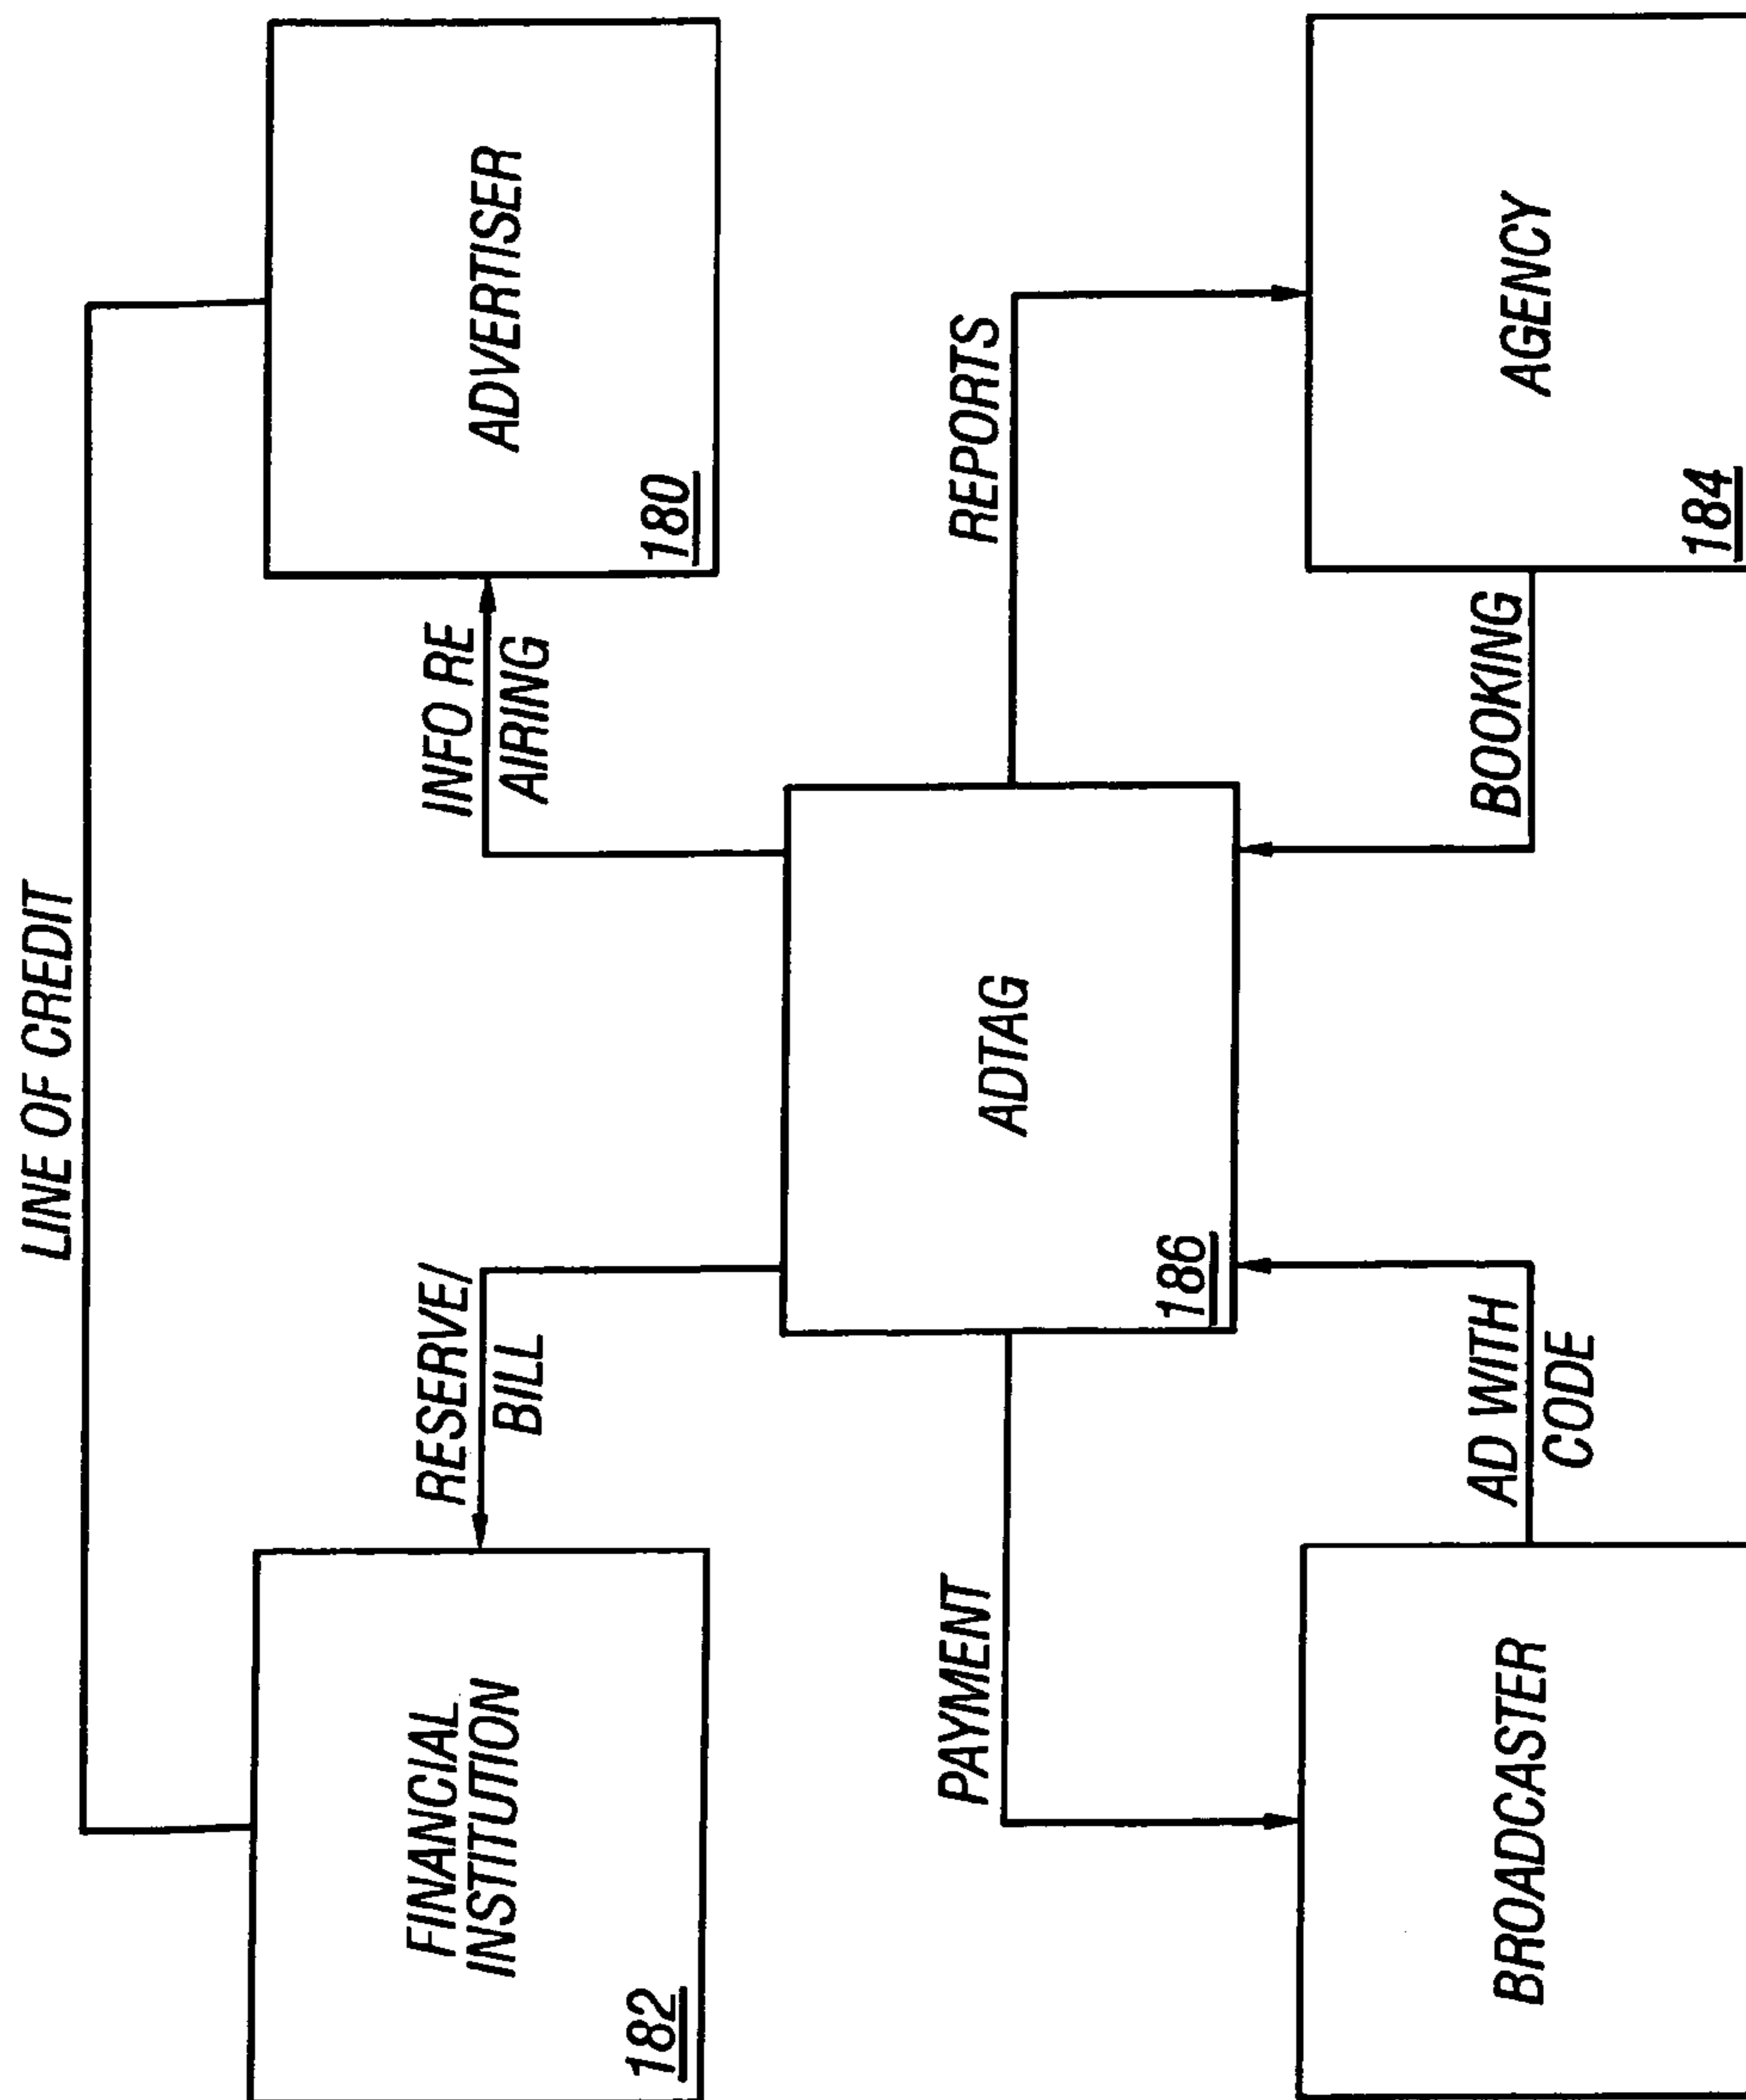 LINE OF CREDIT
FINANCIAL
INSTITUTION
182
RESERVE/
BILL
INFO RE
AIRING
ADVERTISER
180
ADTAG
186
PAYMENT
REPORTS
BROADCASTER
AD WITH
CODE
BOOKING
AGENCY
184